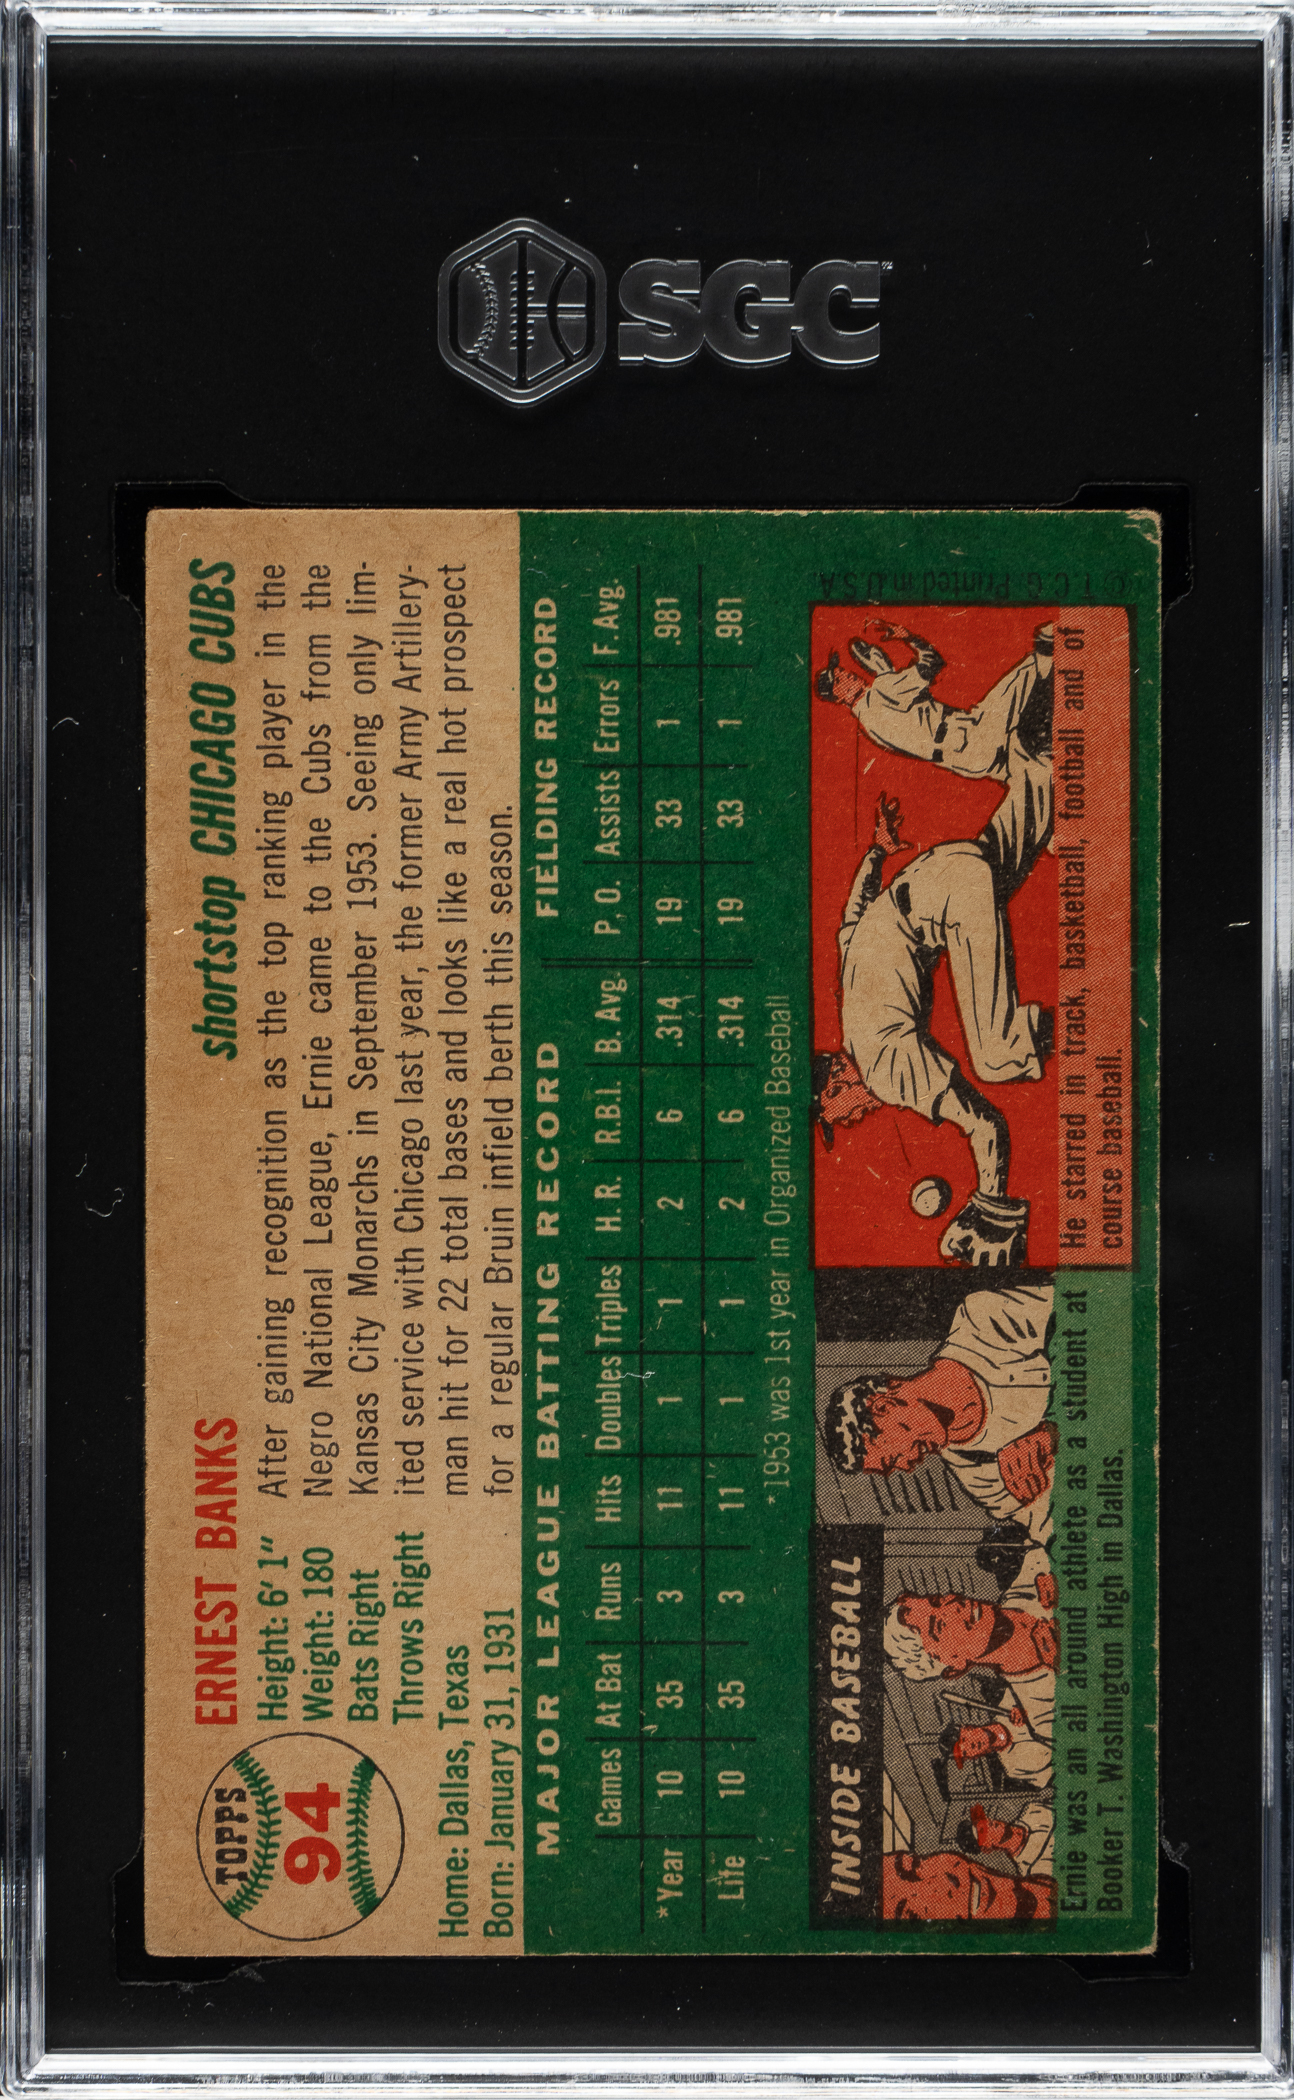 SGC
TOPPS
94
ERNEST BANKS
shortstop CHICAGO CUBS
Height: 6' 1"
Weight: 180
Bats Right
Throws Right
Home: Dallas, Texas
Born: January 31, 1931
After gaining recognition as the top ranking player in the
Negro National League, Ernie came to the Cubs from the
Kansas City Monarchs in September 1953. Seeing only lim-
ited service with Chicago last year, the former Army Artillery-
man hit for 22 total bases and looks like a real hot prospect
for a regular Bruin infield berth this season.
MAJOR LEAGUE BATTING RECORD FIELDING RECORD
Games At Bat Runs Hits Doubles Triples H. R. R.B.I. B. Avg. P. O. Assists Errors F. Avg.
*Year 10 35 3 11 1 1 2 6 .314 19 33 1 .981
Life 10 35 3 11 1 1 2 6 .314 19 33 1 .981
*1953 was 1st year in Organized Baseball
INSIDE BASEBALL
Ernie was an all around athlete as a student at
Booker T. Washington High in Dallas.
He starred in track, basketball, football and of
course baseball.
© T. C. G. Printed in U.S.A.